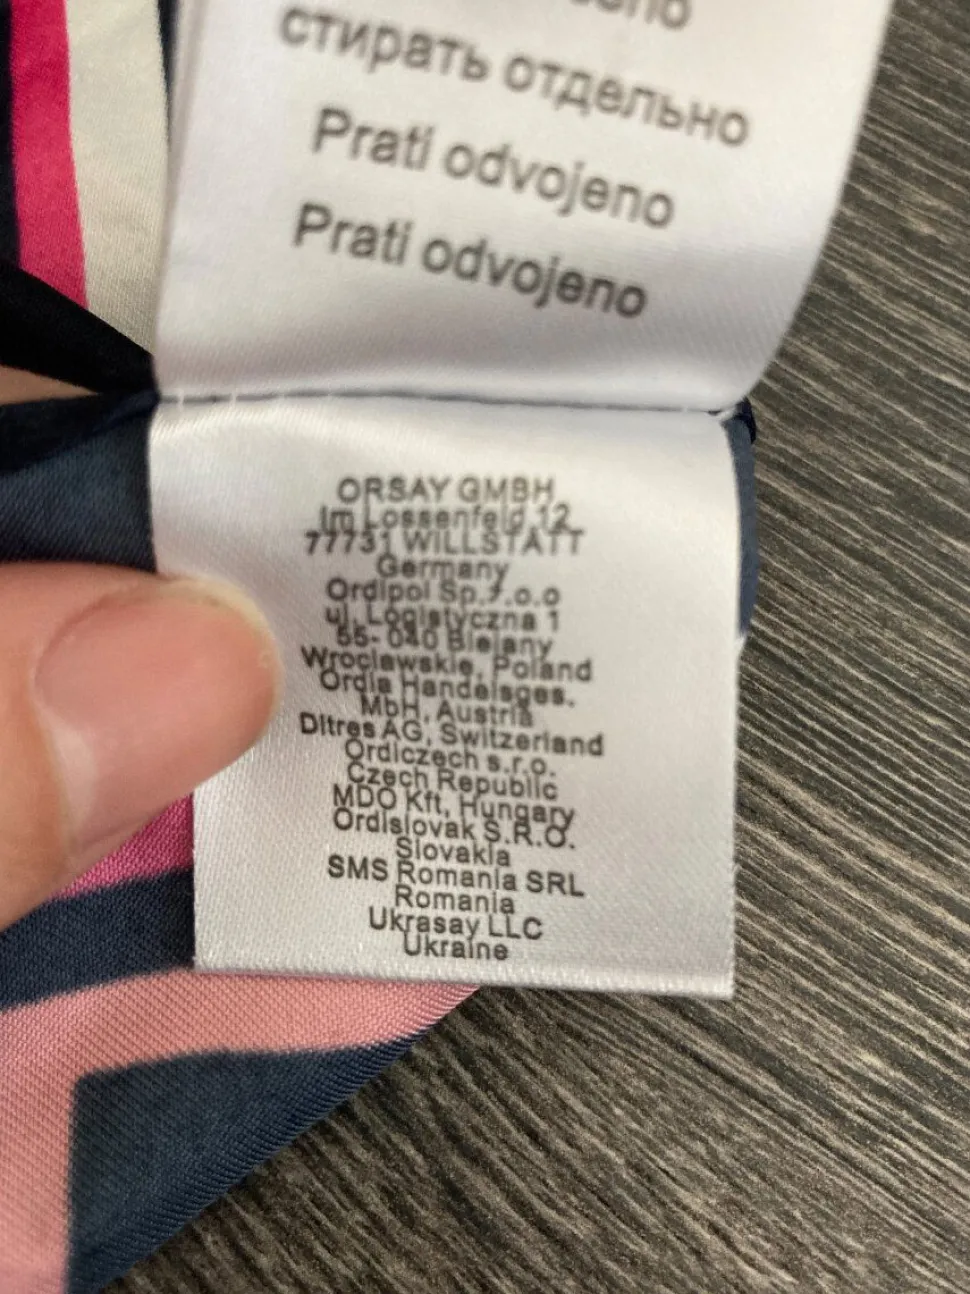 стирать отдельно
Prati odvojeno
Prati odvojeno
ORSAY GMBH
Im Lossenfeld 12
77731 WILLSTÄTT
Germany
Ordipol Sp.z.o.o
ul. Logistyczna 1
55-040 Bielany
Wroclawskie, Poland
Ordia Handelsges.
MbH, Austria
Ditres AG, Switzerland
Ordiczech s.r.o.
Czech Republic
MDO Kft, Hungary
Ordislovak S.R.O.
Slovakia
SMS Romania SRL
Romania
Ukrasay LLC
Ukraine